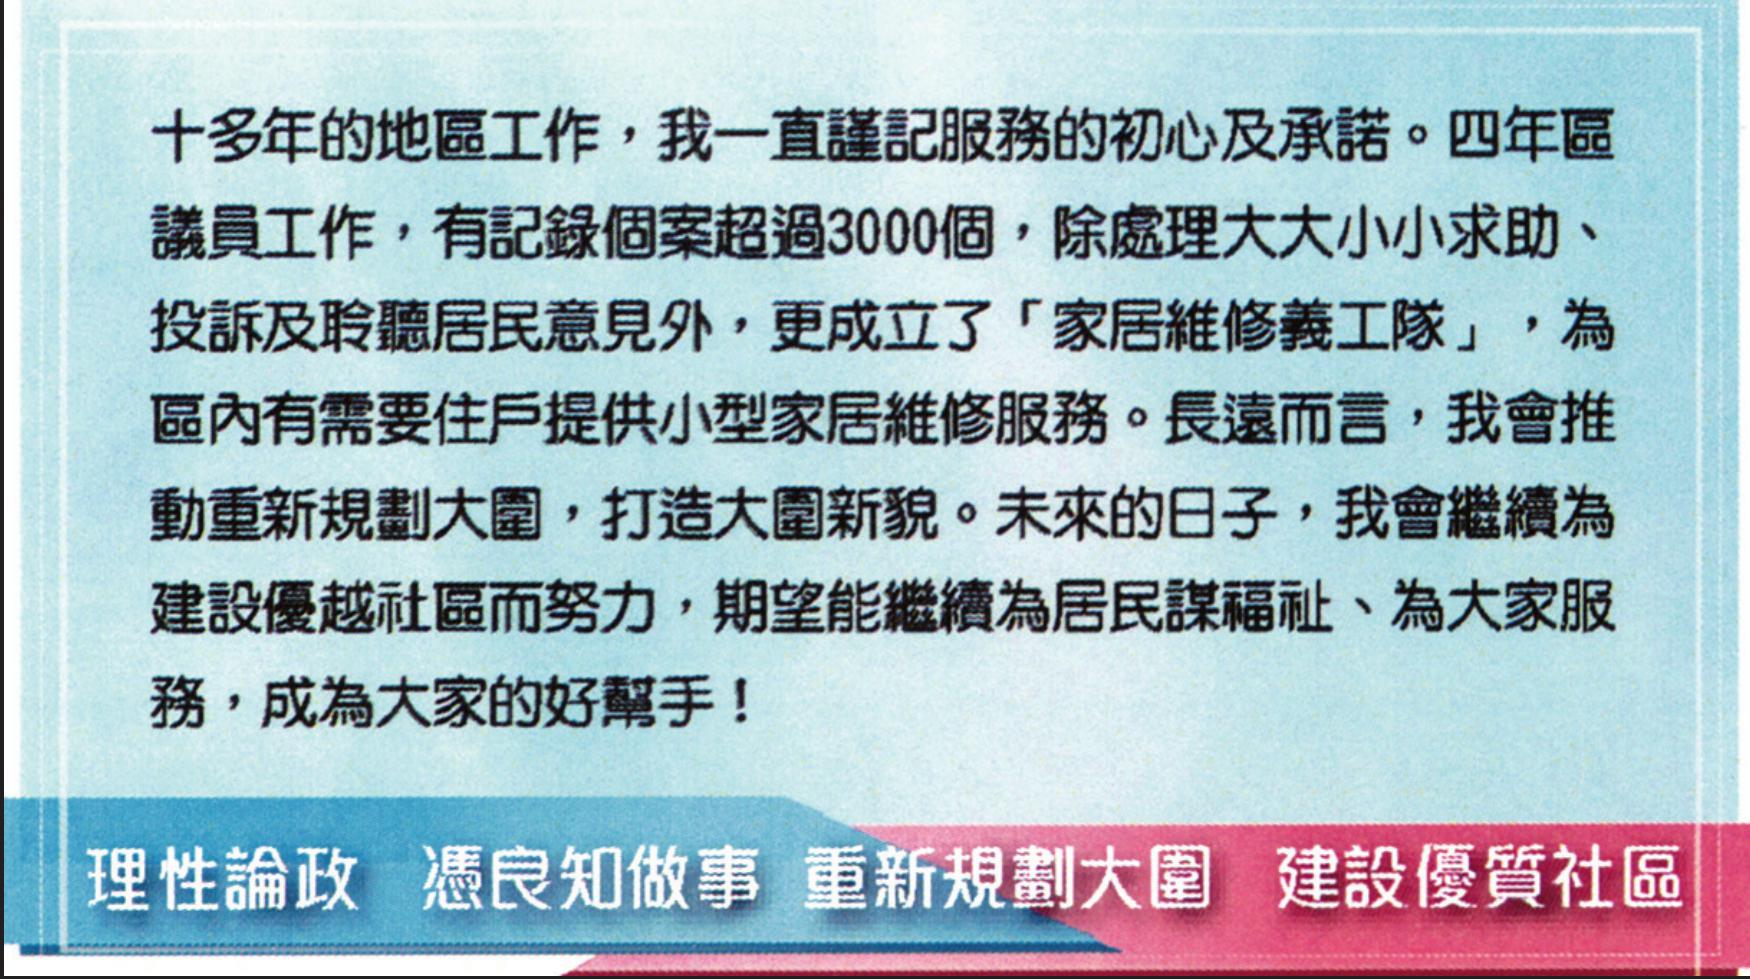 十多年的地區工作，我一直謹記服務的初心及承諾。四年區
議員工作，有記錄個案超過3000個，除處理大大小小求助、
投訴及聆聽居民意見外，更成立了「家居維修義工隊」，為
區內有需要住戶提供小型家居維修服務。長遠而言，我會推
動重新規劃大圍，打造大圍新貌。未來的日子，我會繼續為
建設優越社區而努力，期望能繼續為居民謀福祉、為大家服
務，成為大家的好幫手！
理性論政　憑良知做事　重新規劃大圍　建設優質社區